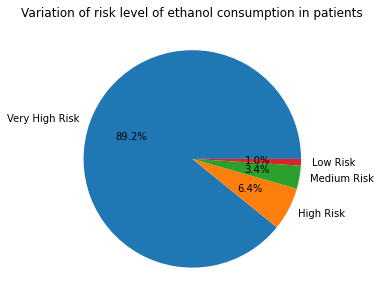 Variation of risk level of ethanol consumption in patients
Very High Risk
89.2%
1.0%
Low Risk
3.4%
Medium Risk
6.4%
High Risk